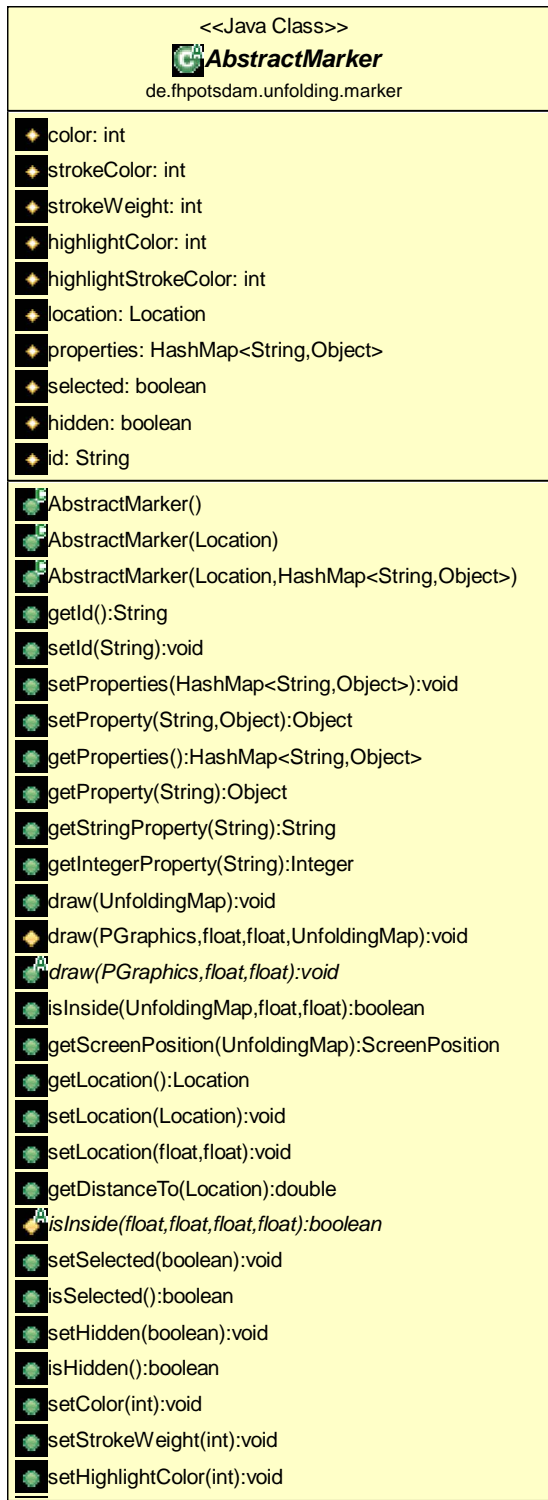 <<Java Class>>
AbstractMarker
de.fhpotsdam.unfolding.marker
color: int
strokeColor: int
strokeWeight: int
highlightColor: int
highlightStrokeColor: int
location: Location
properties: HashMap<String,Object>
selected: boolean
hidden: boolean
id: String
AbstractMarker()
AbstractMarker(Location)
AbstractMarker(Location,HashMap<String,Object>)
getId():String
setId(String):void
setProperties(HashMap<String,Object>):void
setProperty(String,Object):Object
getProperties():HashMap<String,Object>
getProperty(String):Object
getStringProperty(String):String
getIntegerProperty(String):Integer
draw(UnfoldingMap):void
draw(PGraphics,float,float,UnfoldingMap):void
draw(PGraphics,float,float):void
isInside(UnfoldingMap,float,float):boolean
getScreenPosition(UnfoldingMap):ScreenPosition
getLocation():Location
setLocation(Location):void
setLocation(float,float):void
getDistanceTo(Location):double
isInside(float,float,float,float):boolean
setSelected(boolean):void
isSelected():boolean
setHidden(boolean):void
isHidden():boolean
setColor(int):void
setStrokeWeight(int):void
setHighlightColor(int):void